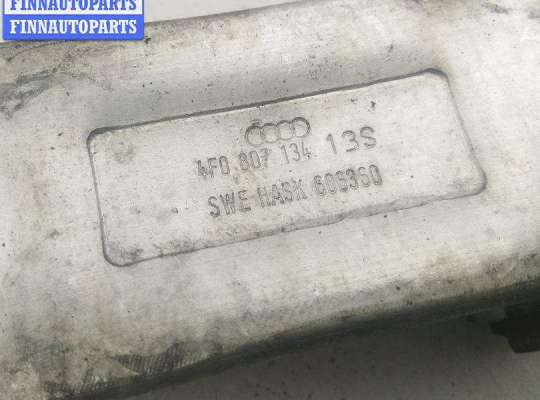 FINNAUTOPARTS
FINNAUTOPARTS
4F0 807 134 13S
SWE HASK 606360